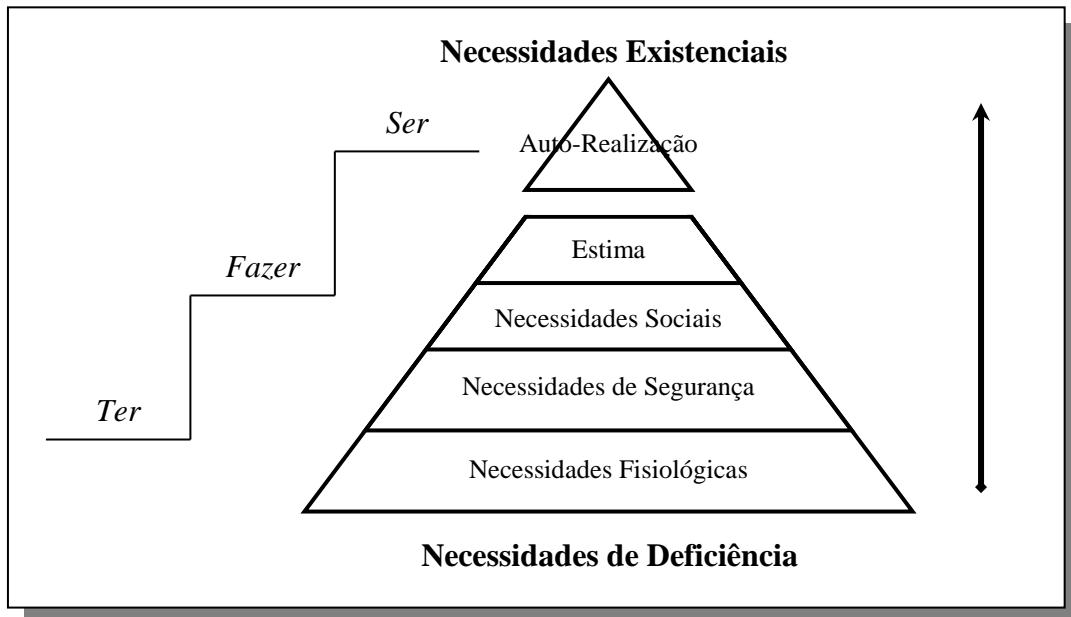 Necessidades Existenciais
Ser
Auto-Realização
Estima
Fazer
Necessidades Sociais
Necessidades de Segurança
Ter
Necessidades Fisiológicas
Necessidades de Deficiência